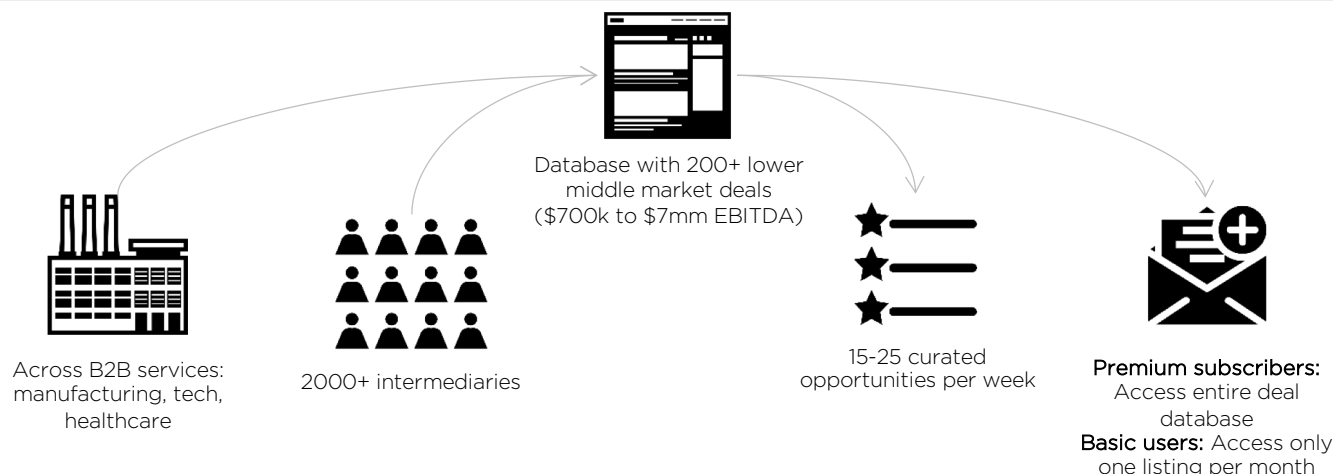 Database with 200+ lower
middle market deals
($700k to $7mm EBITDA)
Across B2B services:
manufacturing, tech,
healthcare
2000+ intermediaries
15-25 curated
opportunities per week
Premium subscribers:
Access entire deal
database
Basic users: Access only
one listing per month